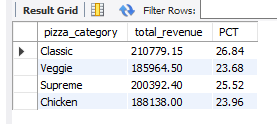 Result Grid Filter Rows:
pizza_category total_revenue PCT
Classic 210779.15 26.84
Veggie 185964.50 23.68
Supreme 200392.40 25.52
Chicken 188138.00 23.96